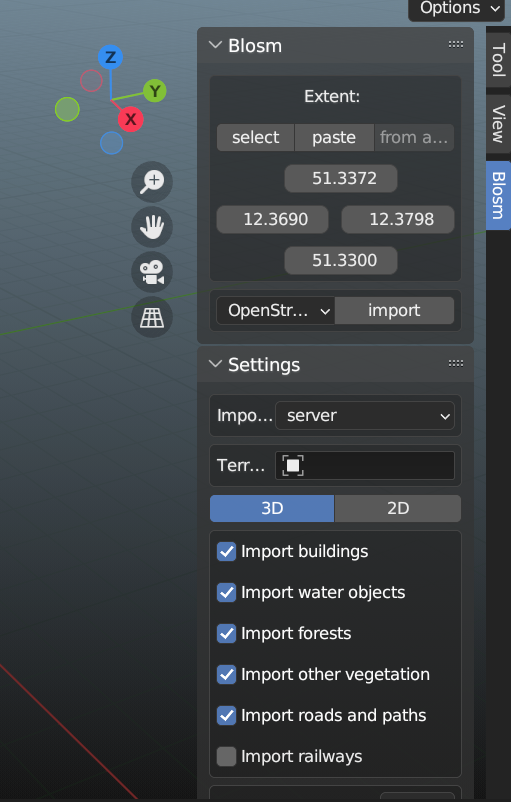 Options
Blosm
Z
Y
X
Tool
View
Blosm
Extent:
select paste from a...
51.3372
12.3690 12.3798
51.3300
OpenStr... import
Settings
Impo... server
Terr...
3D 2D
Import buildings
Import water objects
Import forests
Import other vegetation
Import roads and paths
Import railways